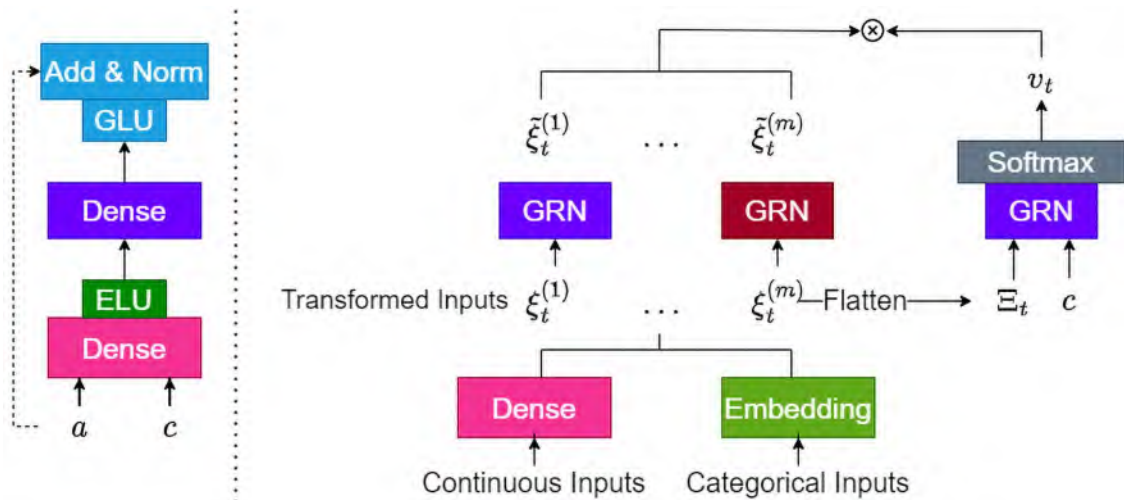 Add & Norm
GLU
Dense
ELU
Dense
a c
⊗
v_t
ξ̃_t^{(1)} ... ξ̃_t^{(m)}
Softmax
GRN GRN GRN
Transformed Inputs ξ_t^{(1)} ... ξ_t^{(m)} Flatten Ξ_t c
Dense Embedding
Continuous Inputs Categorical Inputs